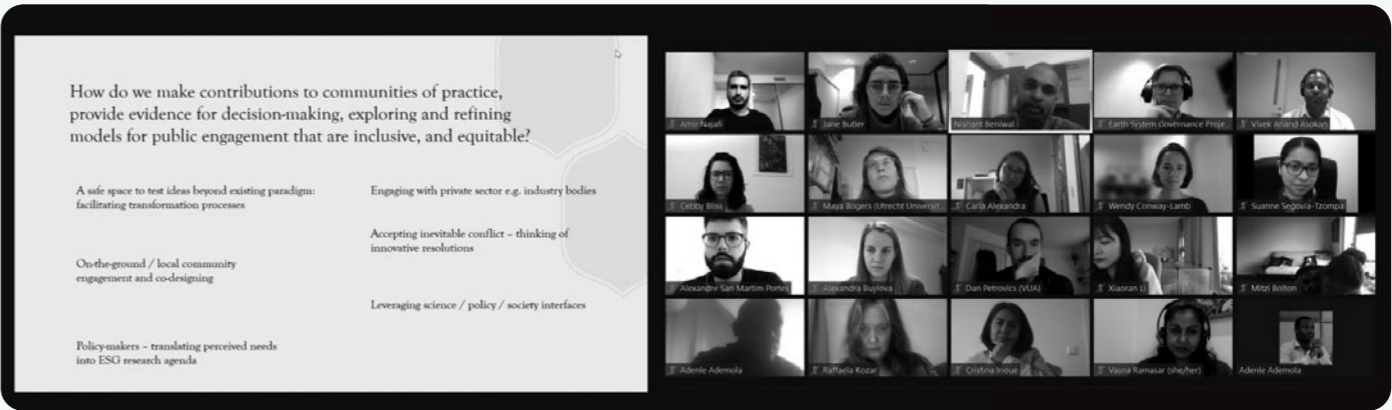 How do we make contributions to communities of practice,
provide evidence for decision-making, exploring and refining
models for public engagement that are inclusive, and equitable?
A safe space to test ideas beyond existing paradigm:
facilitating transformation processes
On-the-ground / local community
engagement and co-designing
Policy-makers – translating perceived needs
into ESG research agenda
Engaging with private sector e.g. industry bodies
Accepting inevitable conflict – thinking of
innovative resolutions
Leveraging science / policy / society interfaces
Amir Najafi
Jane Butler
Nishant Beniwal
Earth System Governance Proje...
Vivek Anand Asokan
Cebby Bliss
Maya Bogers (Utrecht Universit...
Carla Alexandra
Wendy Conway-Lamb
Suanne Segovia-Tzompa
Alexandre San Martim Portes
Alexandra Buylova
Dan Petrovics (VUA)
Xiaoran Li
Mitzi Bolton
Adenle Ademola
Raffaela Kozar
Cristina Inoue
Vasna Ramasar (she/her)
Adenle Ademola